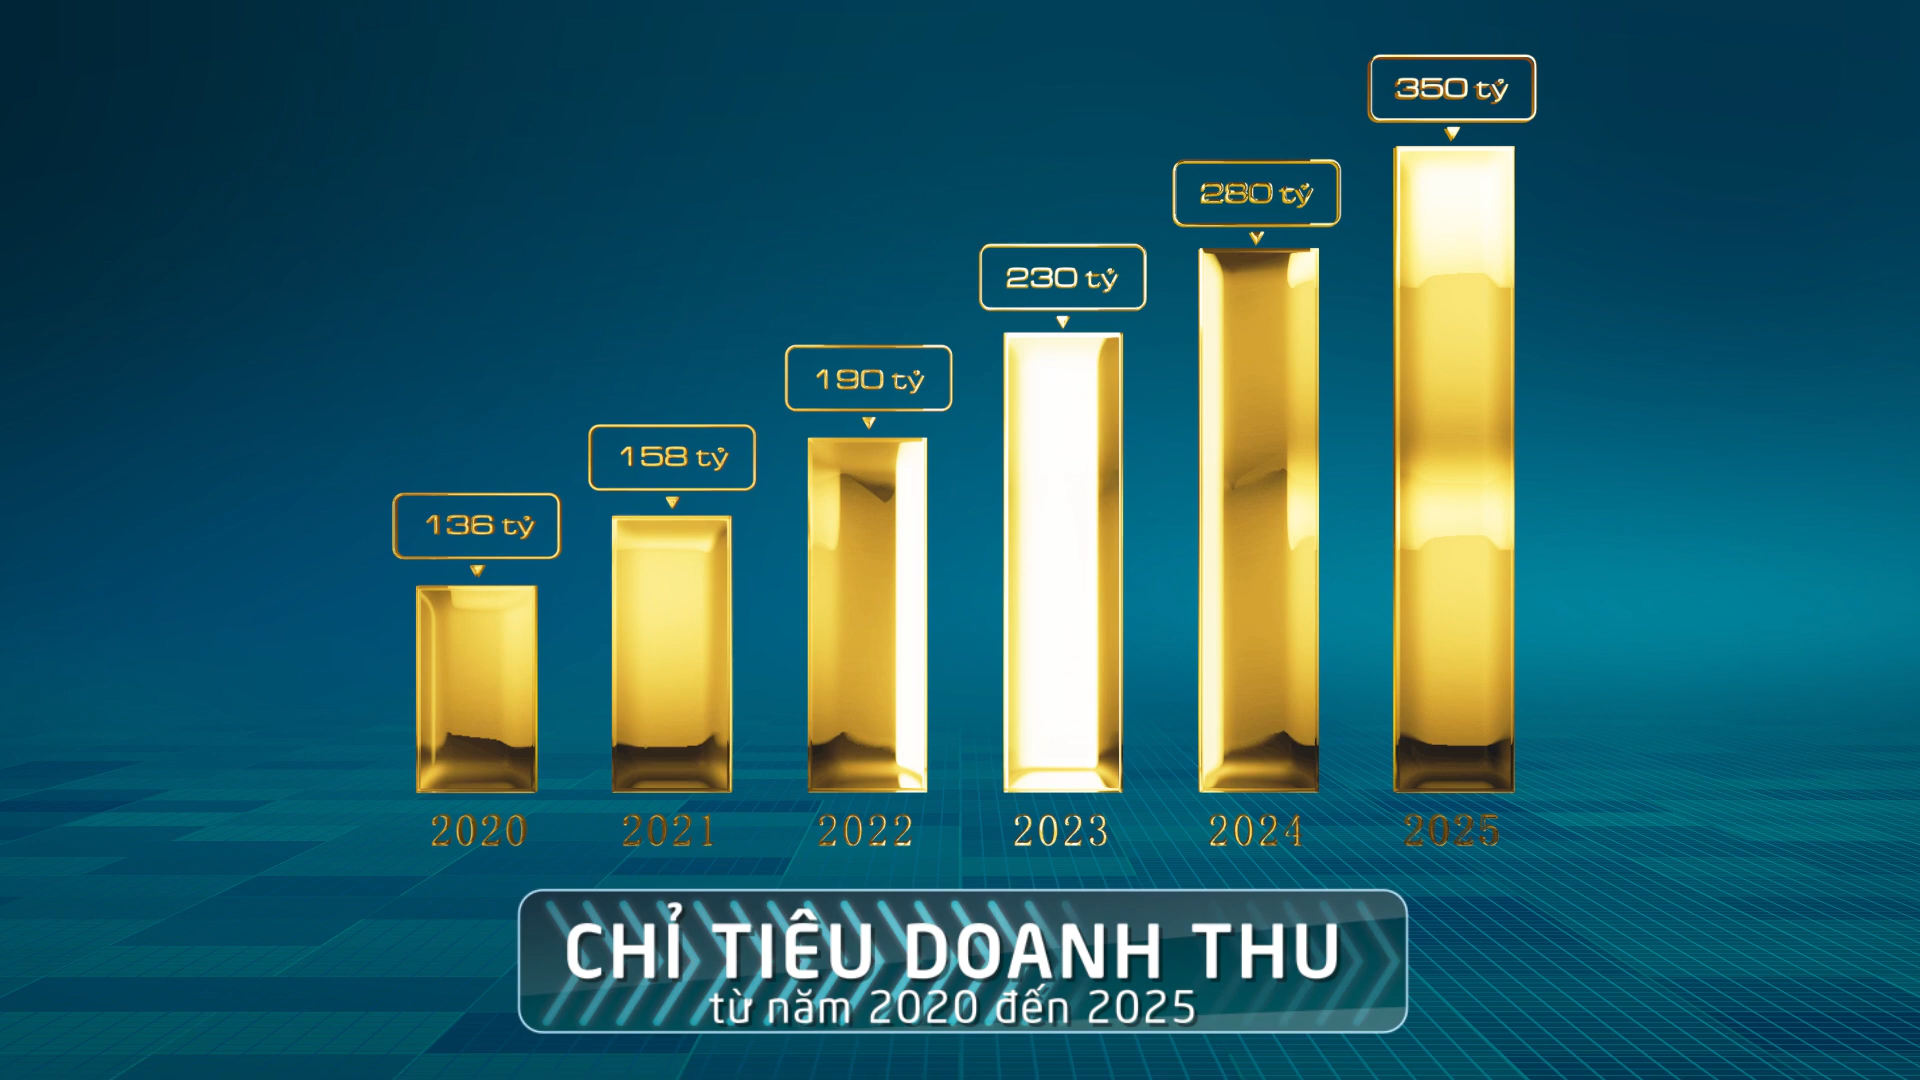 350 tỷ
280 tỷ
230 tỷ
190 tỷ
158 tỷ
136 tỷ
2020 2021 2022 2023 2024 2025
CHỈ TIÊU DOANH THU
từ năm 2020 đến 2025